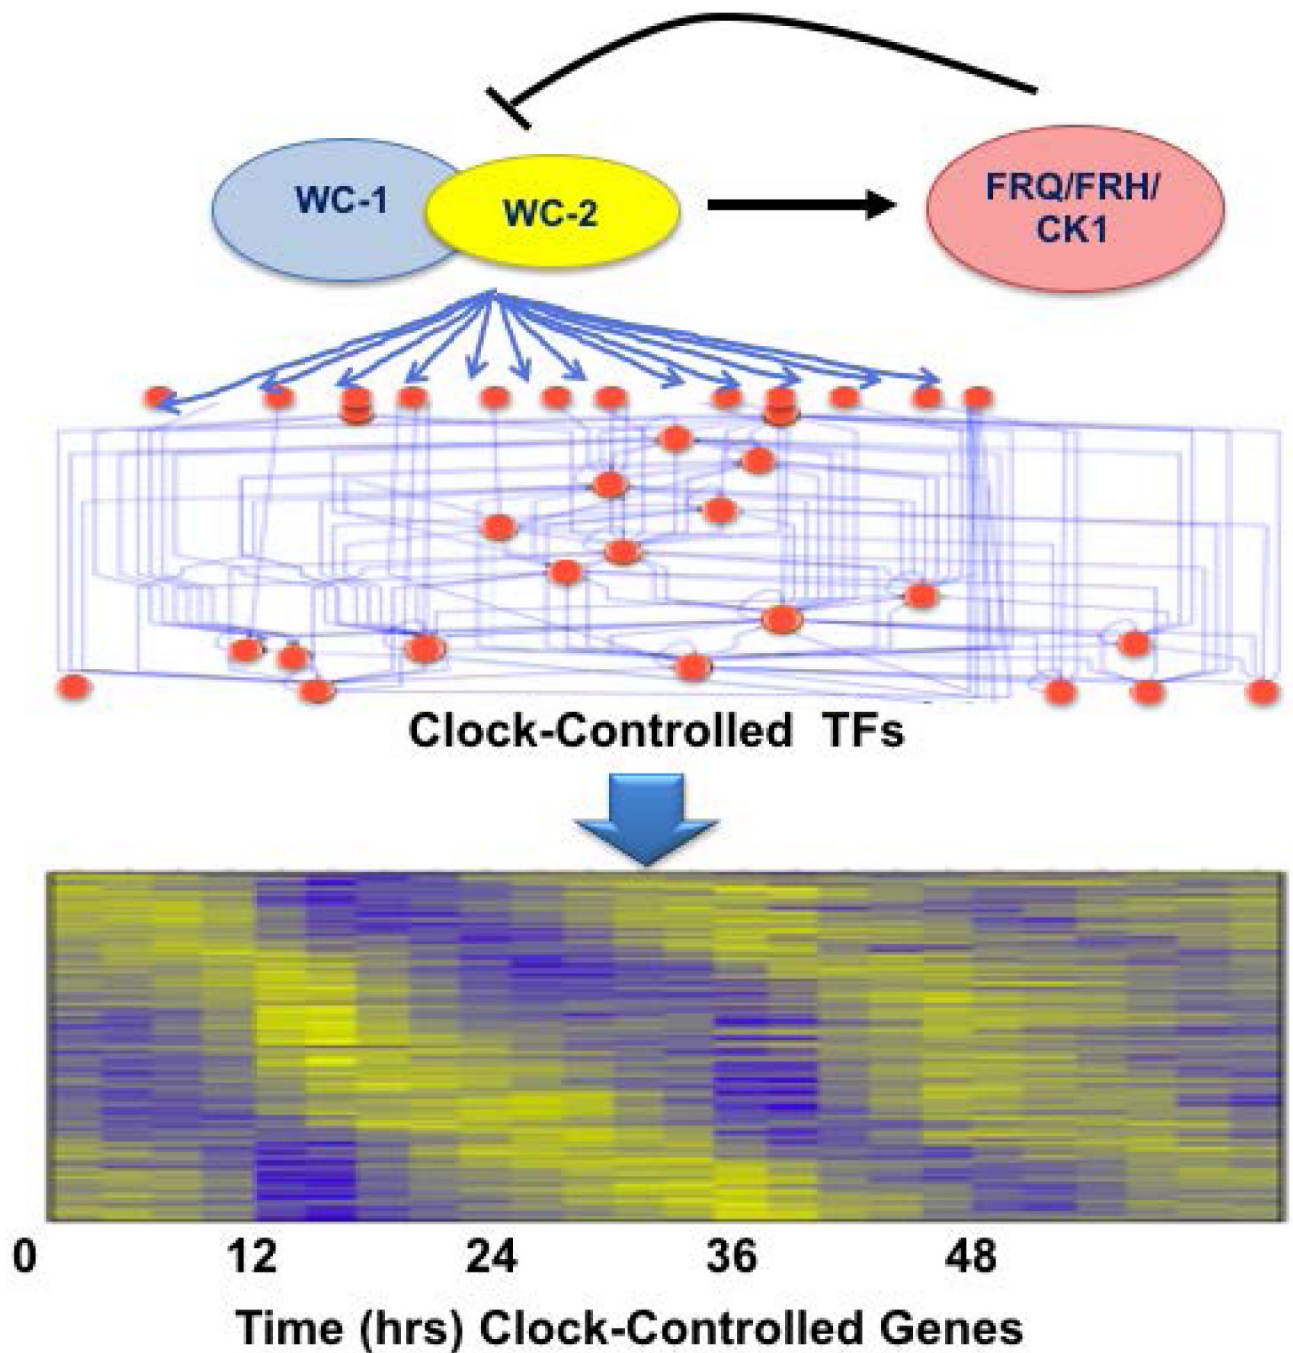 WC-1
WC-2
FRQ/FRH/
CK1
Clock-Controlled TFs
0 12 24 36 48
Time (hrs) Clock-Controlled Genes